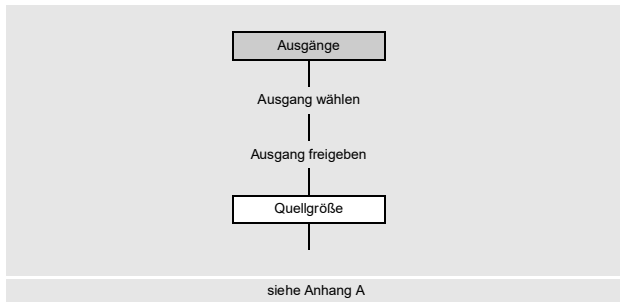 Ausgänge
Ausgang wählen
Ausgang freigeben
Quellgröße
siehe Anhang A